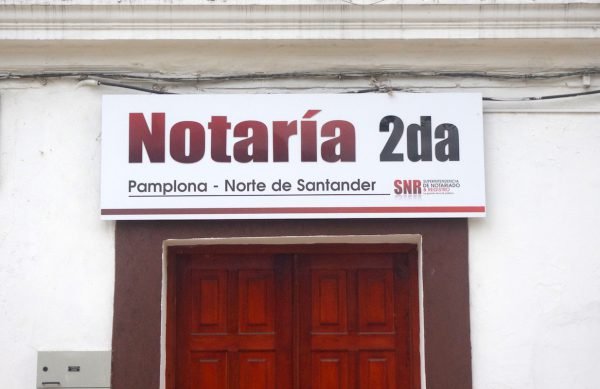 Notaría 2da
Pamplona - Norte de Santander
SNR SUPERINTENDENCIA
DE NOTARIADO
& REGISTRO